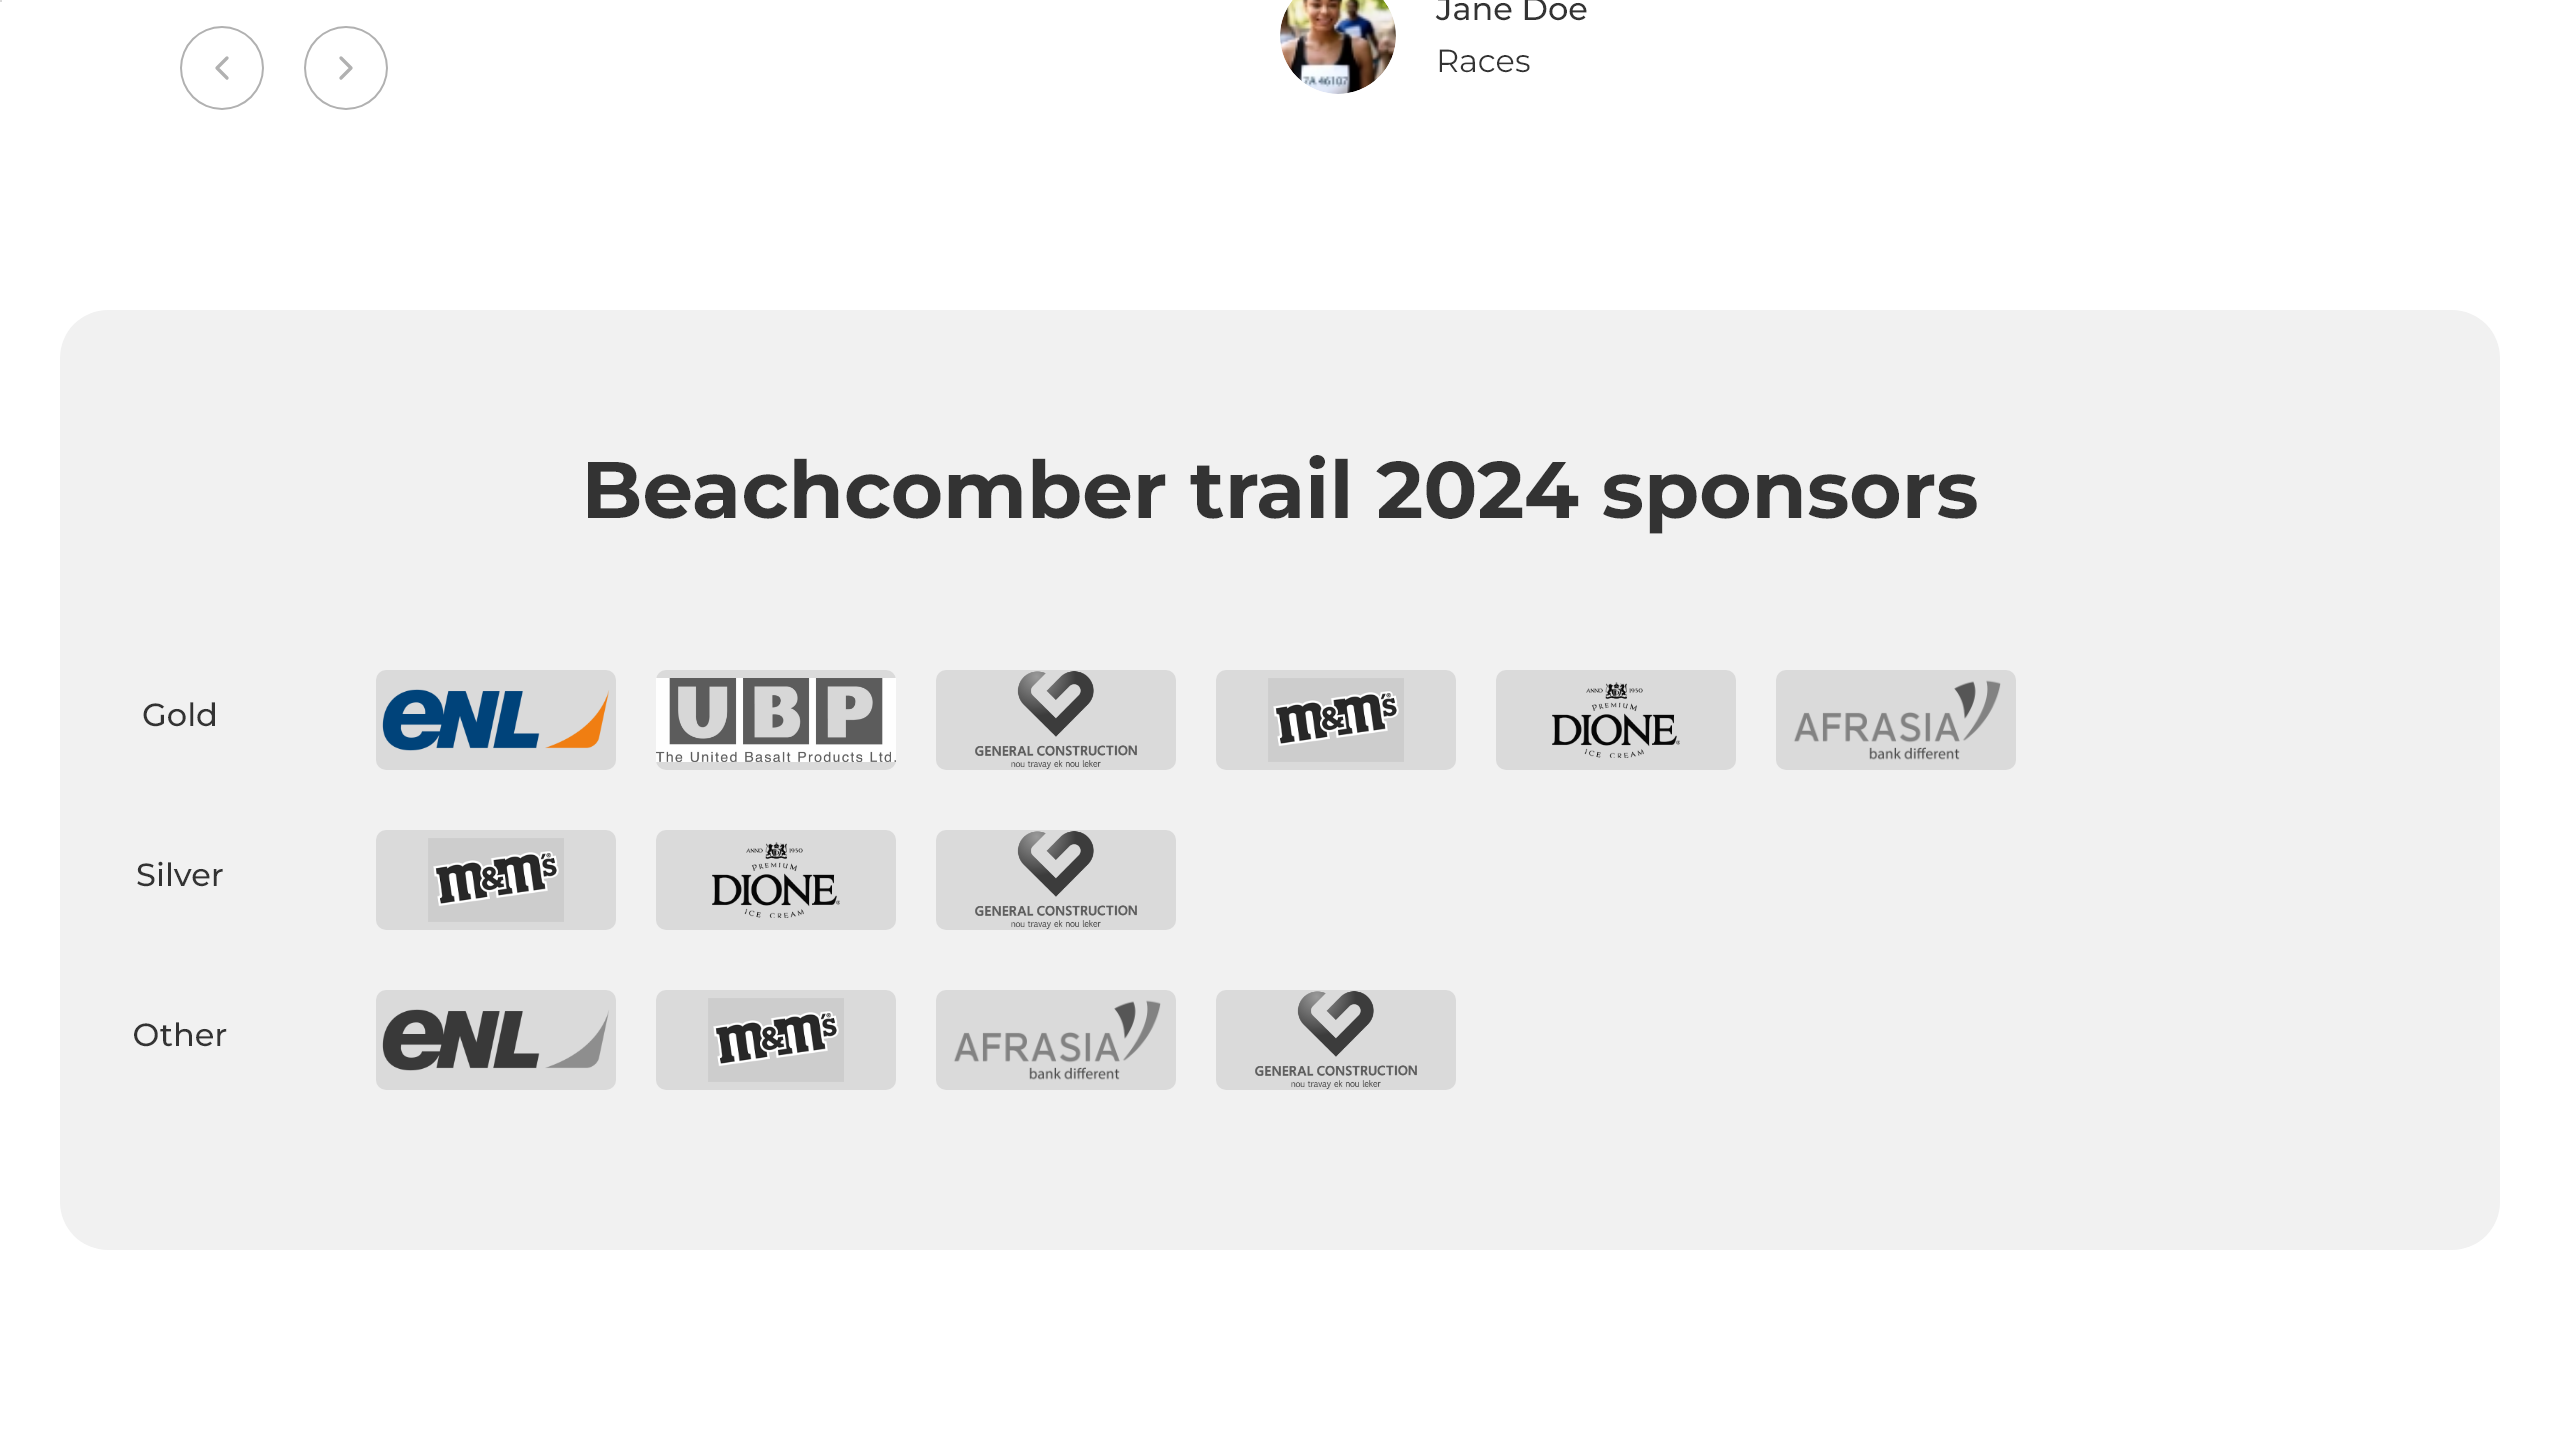 Jane Doe
Races
7A 46107
Beachcomber trail 2024 sponsors
Gold
eNL
UBP
The United Basalt Products Ltd.
GENERAL CONSTRUCTION
nou travay ek nou leker
m&m's
ANNO 1950
PREMIUM
DIONE
ICE CREAM
AFRASIA
bank different
Silver
m&m's
ANNO 1950
PREMIUM
DIONE
ICE CREAM
GENERAL CONSTRUCTION
nou travay ek nou leker
Other
eNL
m&m's
AFRASIA
bank different
GENERAL CONSTRUCTION
nou travay ek nou leker